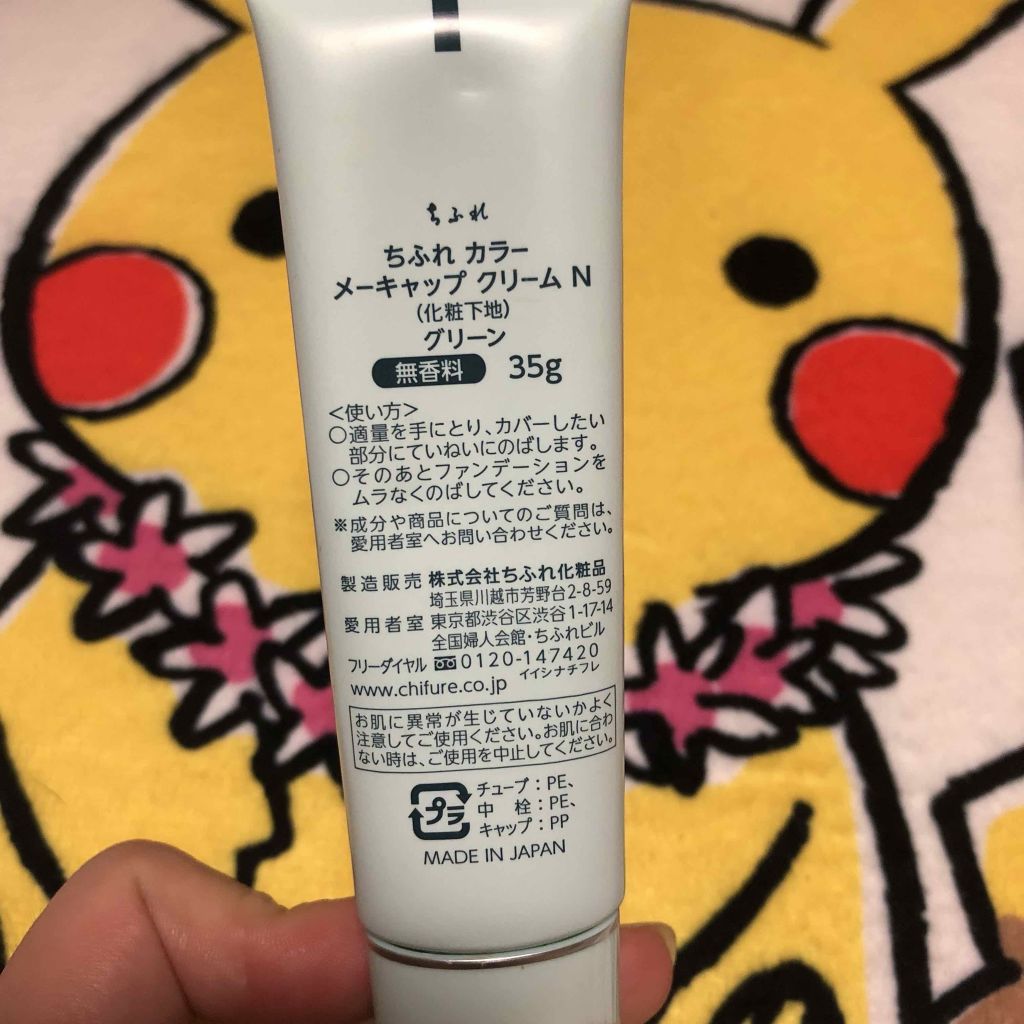 ちふれ
ちふれ カラー
メーキャップ クリーム N
(化粧下地)
グリーン
無香料 35g
<使い方>
○適量を手にとり、カバーしたい
部分にていねいにのばします。
○そのあとファンデーションを
ムラなくのばしてください。
※成分や商品についてのご質問は、
愛用者室へお問い合わせください。
製造販売 株式会社ちふれ化粧品
埼玉県川越市芳野台2-8-59
愛用者室 東京都渋谷区渋谷1-17-14
全国婦人会館・ちふれビル
フリーダイヤル 0120-147420
イイシナチフレ
www.chifure.co.jp
お肌に異常が生じていないかよく
注意してご使用ください。お肌に合わ
ない時は、ご使用を中止してください。
プラ
チューブ:PE、
中栓:PE、
キャップ:PP
MADE IN JAPAN